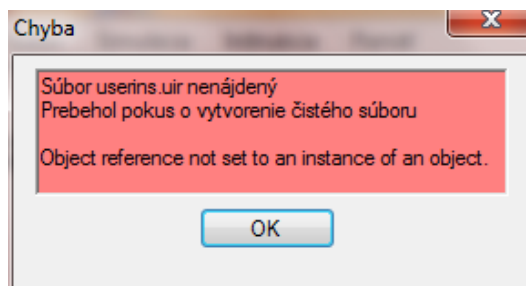 Chyba
Súbor userins.uir nenájdený
Prebehol pokus o vytvorenie čistého súboru
Object reference not set to an instance of an object.
OK